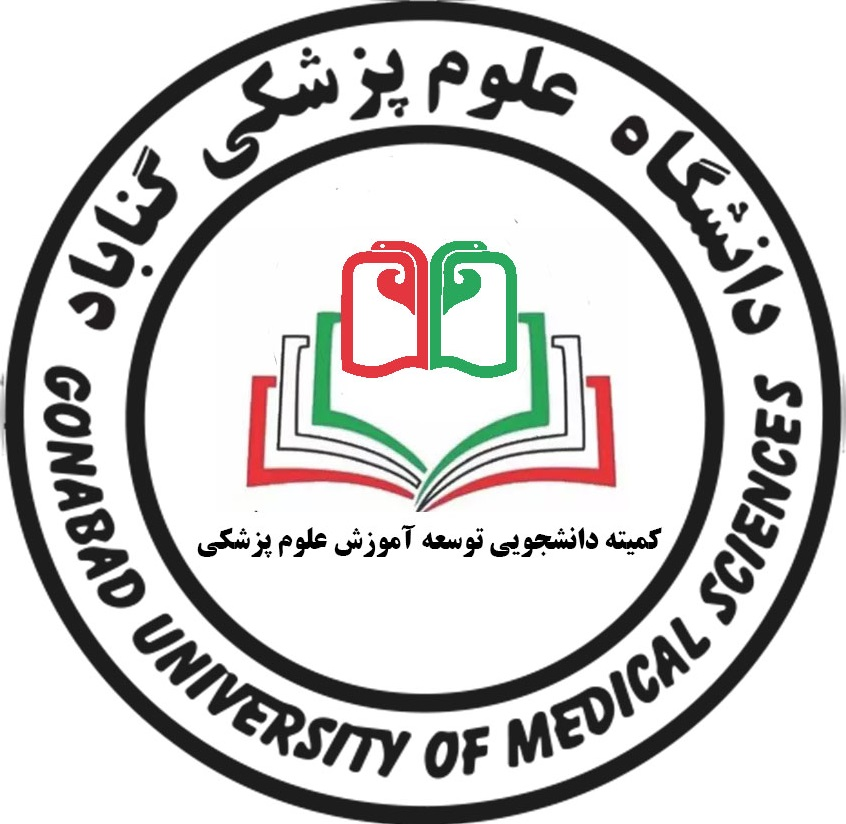 دانشگاه علوم پزشکی گناباد
کمیته دانشجویی توسعه آموزش علوم پزشکی
GONABAD UNIVERSITY OF MEDICAL SCIENCES